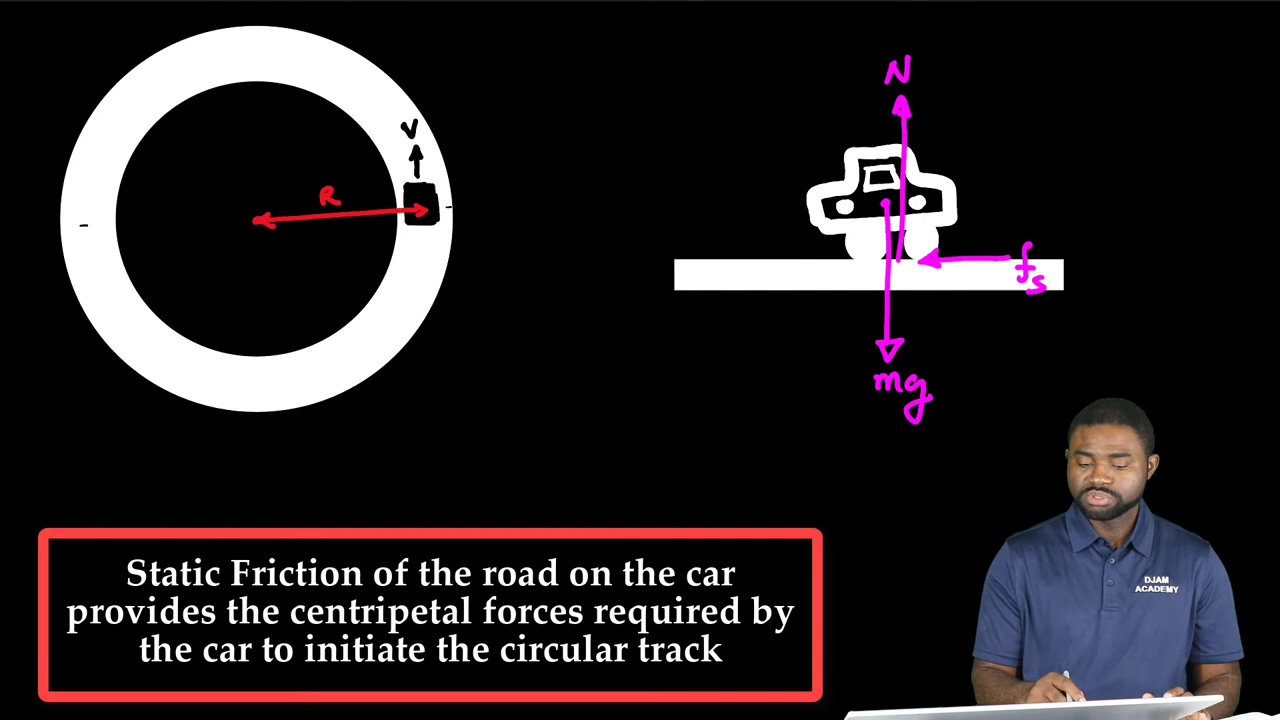 V
R
N
f_s
mg
Static Friction of the road on the car
provides the centripetal forces required by
the car to initiate the circular track
DJAM
ACADEMY